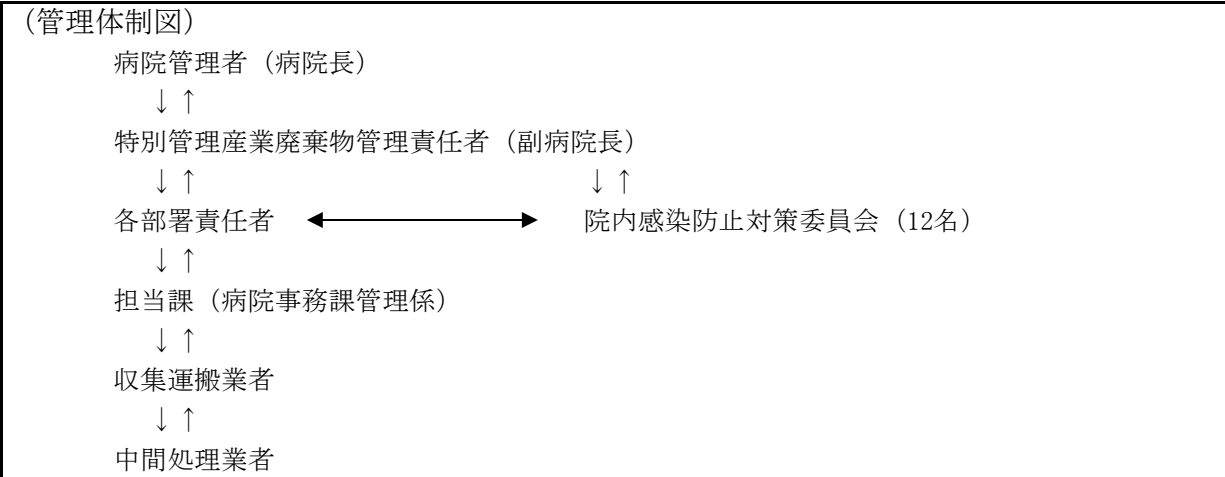 （管理体制図）
病院管理者（病院長）
↓ ↑
特別管理産業廃棄物管理責任者（副病院長）
↓ ↑ ↓ ↑
各部署責任者 ←→ 院内感染防止対策委員会（12名）
↓ ↑
担当課（病院事務課管理係）
↓ ↑
収集運搬業者
↓ ↑
中間処理業者